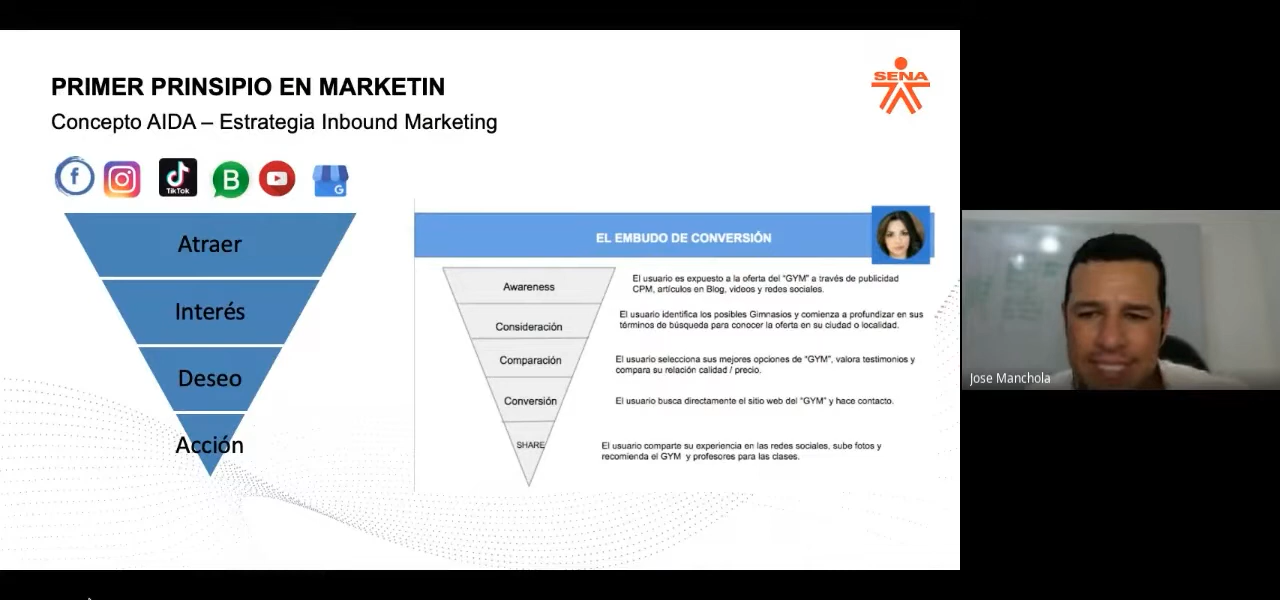 PRIMER PRINSIPIO EN MARKETIN
Concepto AIDA – Estrategia Inbound Marketing
SENA
f
TikTok
B
G
Atraer
Interés
Deseo
Acción
EL EMBUDO DE CONVERSIÓN
Awareness
El usuario es expuesto a la oferta del "GYM" a través de publicidad
CPM, artículos en Blog, videos y redes sociales.
Consideración
El usuario identifica los posibles Gimnasios y comienza a profundizar en sus
términos de búsqueda para conocer la oferta en su ciudad o localidad.
Comparación
El usuario selecciona sus mejores opciones de "GYM", valora testimonios y
compara su relación calidad / precio.
Conversión
El usuario busca directamente el sitio web del "GYM" y hace contacto.
SHARE
El usuario comparte su experiencia en las redes sociales, sube fotos y
recomienda el GYM y profesores para las clases.
Jose Manchola